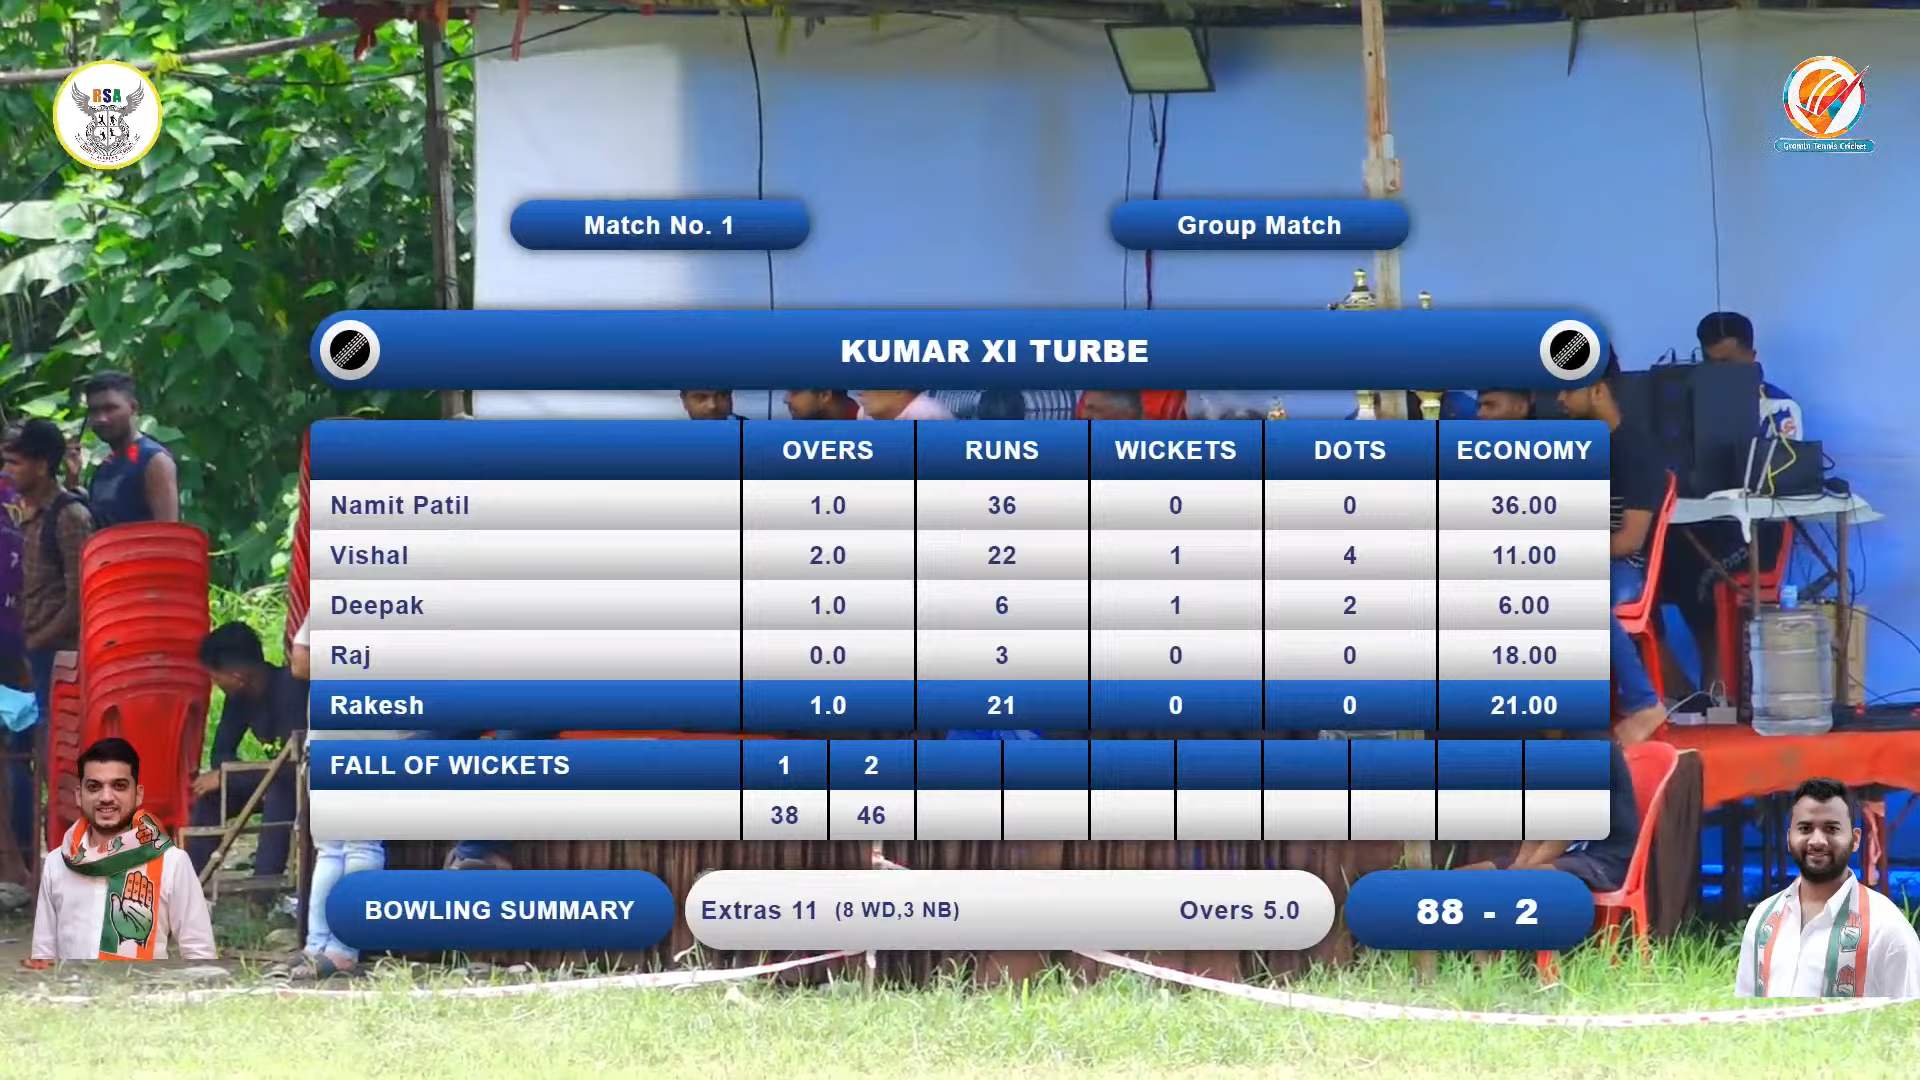 RSA
Gramin Tennis Cricket
Match No. 1
Group Match
KUMAR XI TURBE
OVERS RUNS WICKETS DOTS ECONOMY
Namit Patil 1.0 36 0 0 36.00
Vishal 2.0 22 1 4 11.00
Deepak 1.0 6 1 2 6.00
Raj 0.0 3 0 0 18.00
Rakesh 1.0 21 0 0 21.00
FALL OF WICKETS 1 2
38 46
BOWLING SUMMARY
Extras 11 (8 WD,3 NB) Overs 5.0
88 - 2